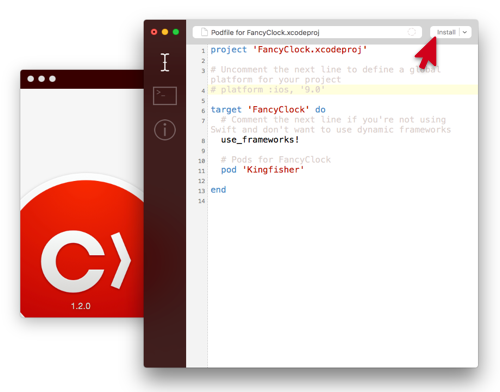 Podfile for FancyClock.xcodeproj
Install
1 project 'FancyClock.xcodeproj'
2
3 # Uncomment the next line to define a global
platform for your project
4 # platform :ios, '9.0'
5
6 target 'FancyClock' do
7 # Comment the next line if you're not using
Swift and don't want to use dynamic frameworks
8 use_frameworks!
9
10 # Pods for FancyClock
11 pod 'Kingfisher'
12
13 end
14
>_
i
C
1.2.0